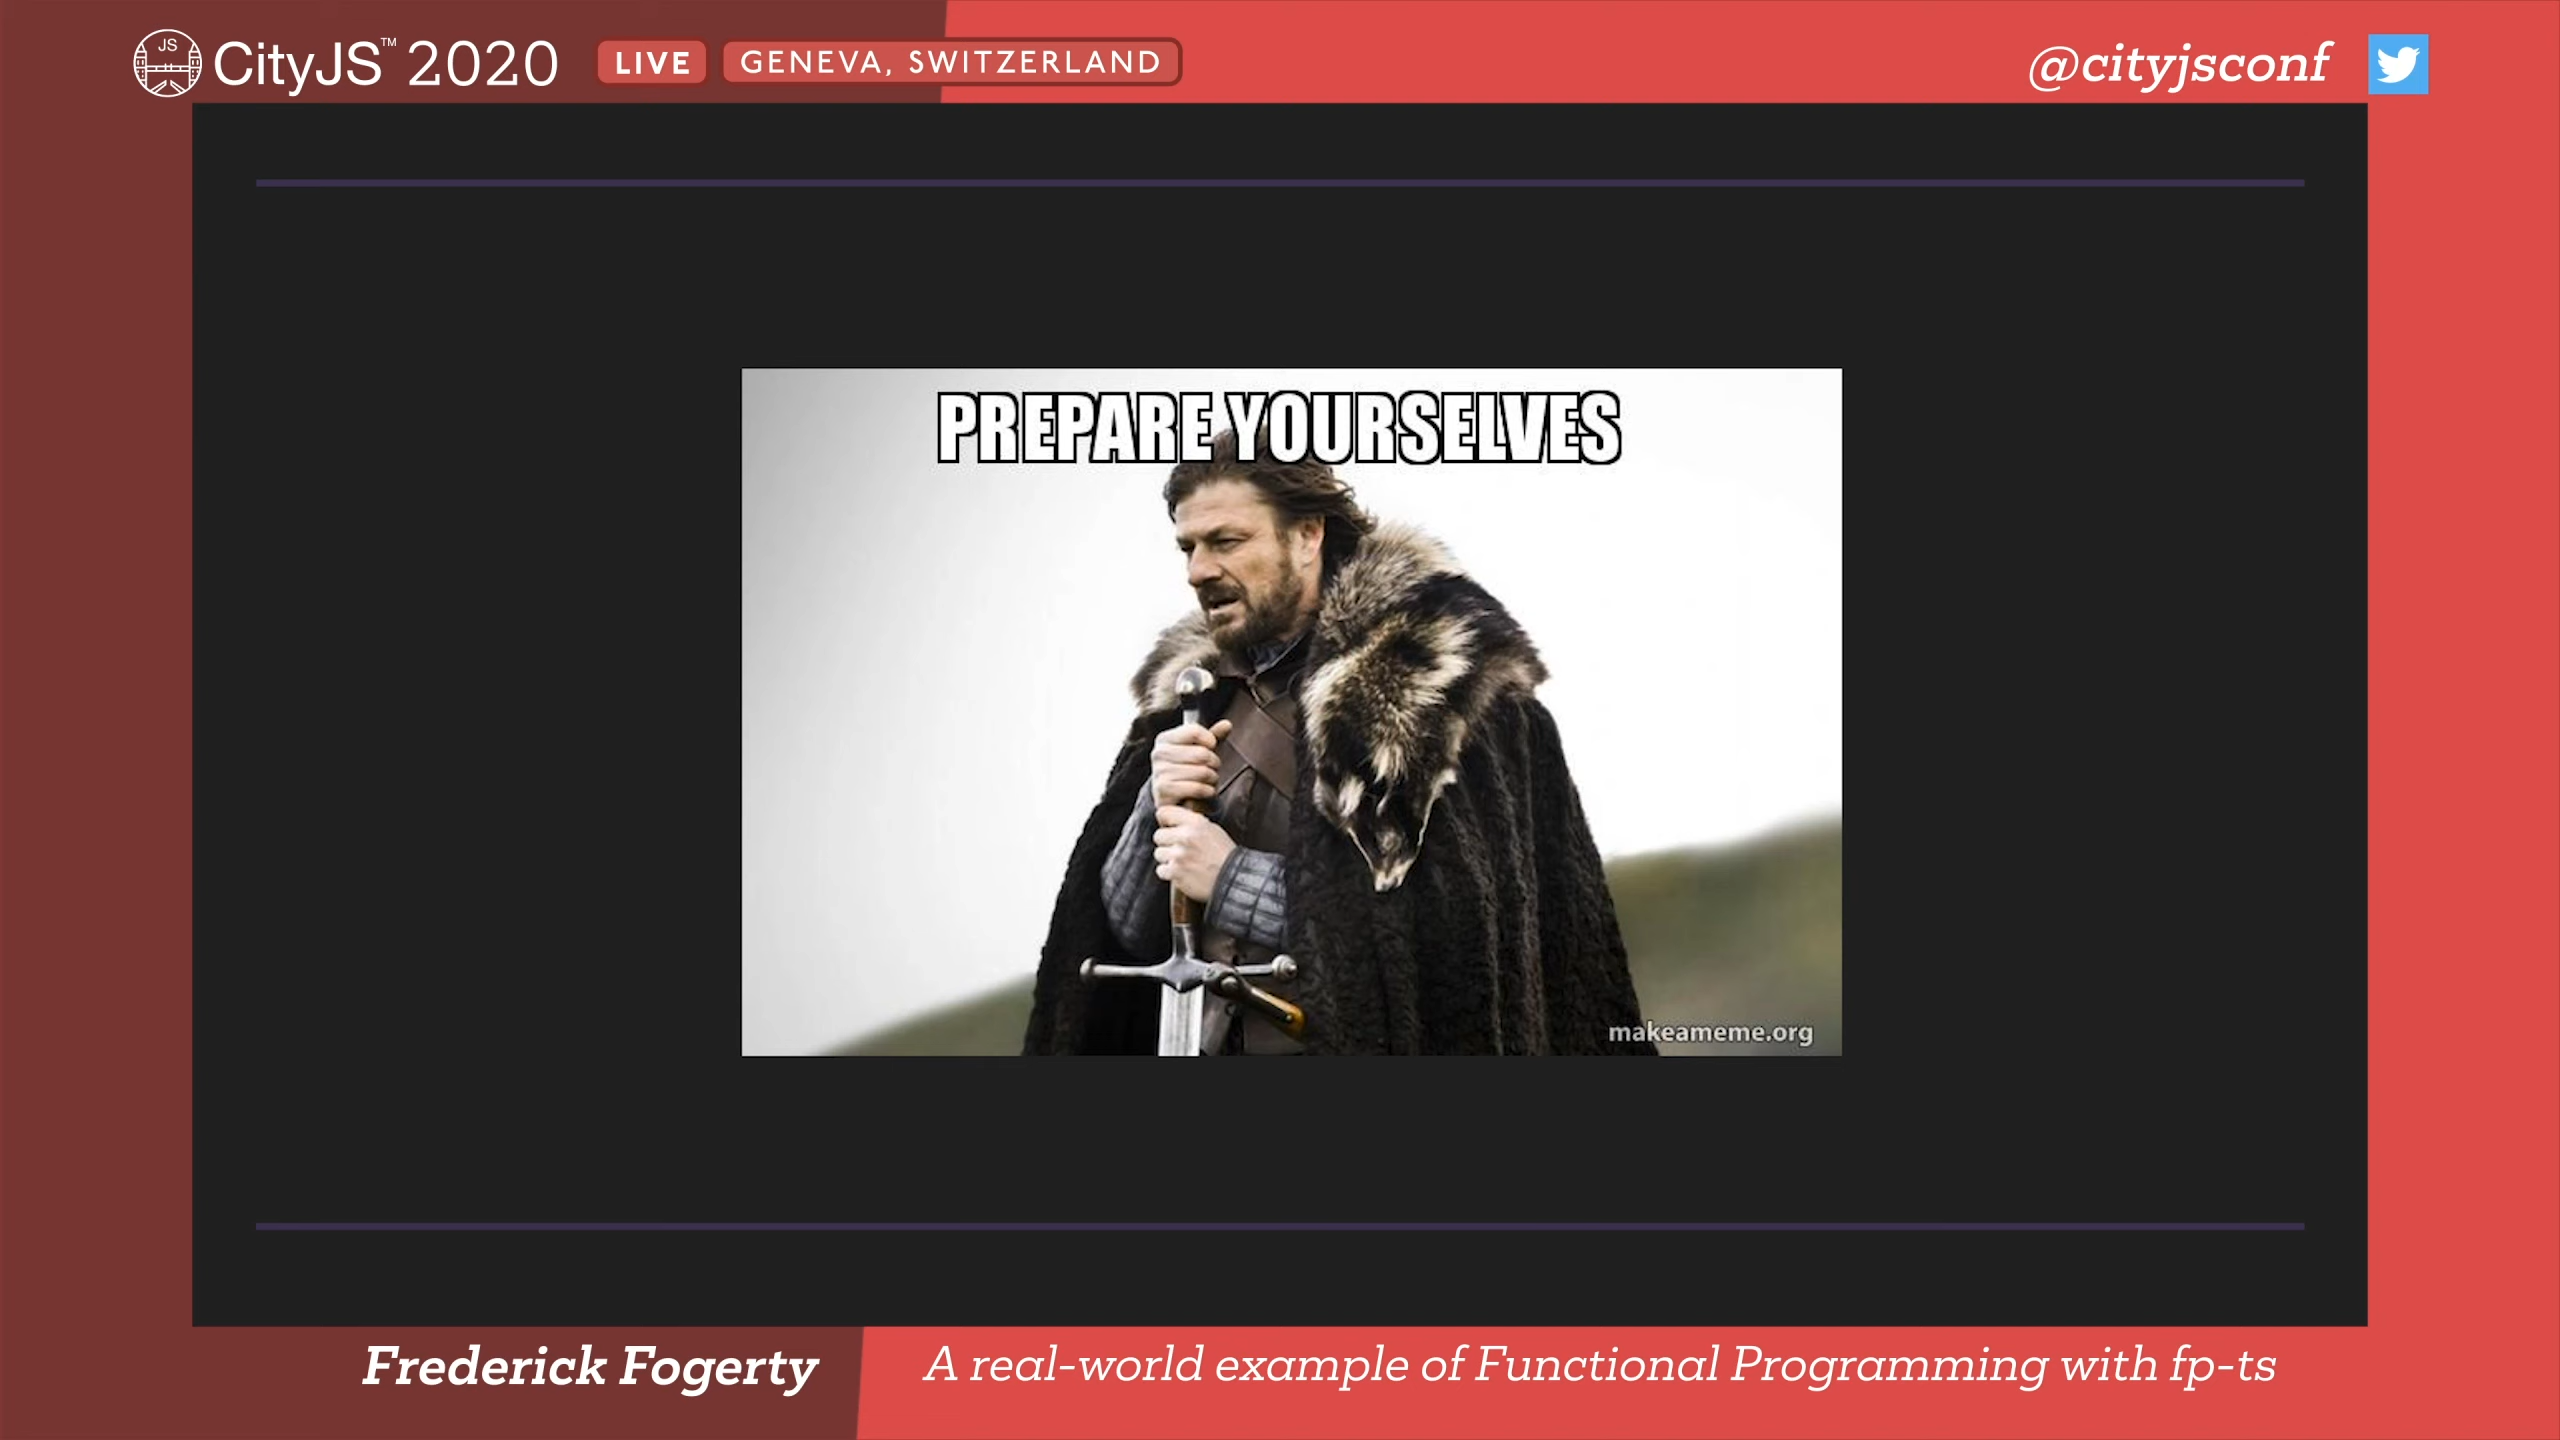 JS
CityJS™ 2020
LIVE
GENEVA, SWITZERLAND
@cityjsconf
PREPARE YOURSELVES
makeameme.org
Frederick Fogerty
A real-world example of Functional Programming with fp-ts